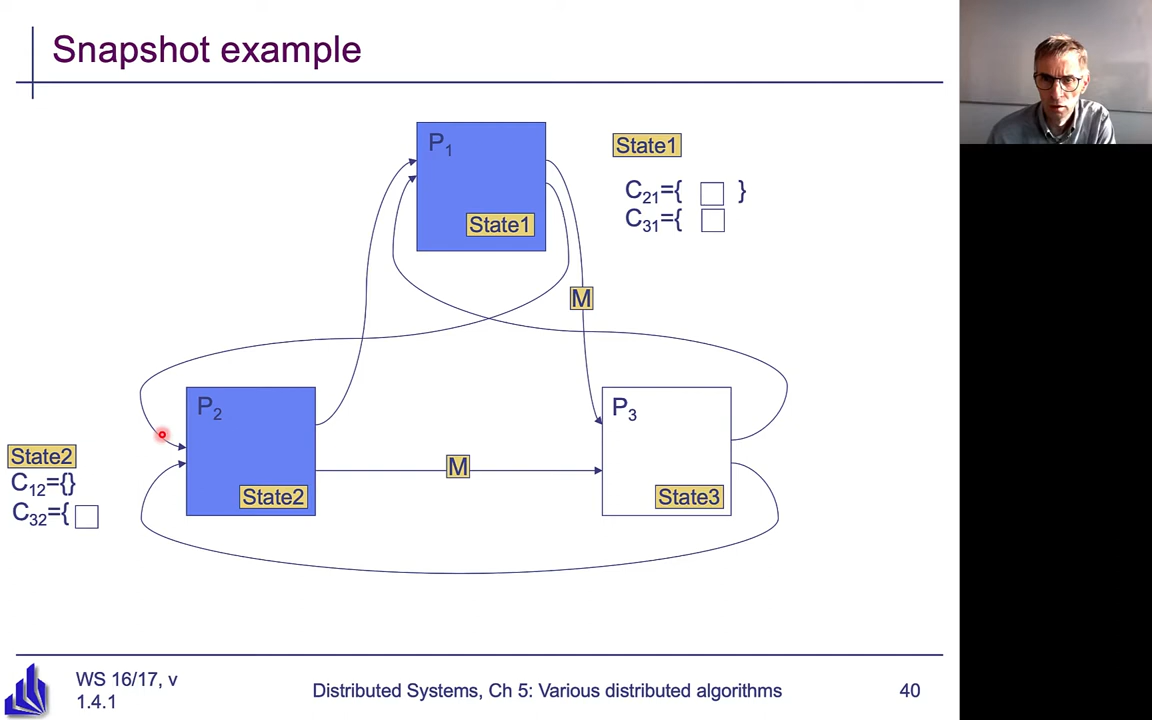 Snapshot example
P1
State1
State1
C21={ }
C31={
M
P2
State2
M
P3
State3
State2
C12={}
C32={
WS 16/17, v
1.4.1
Distributed Systems, Ch 5: Various distributed algorithms
40